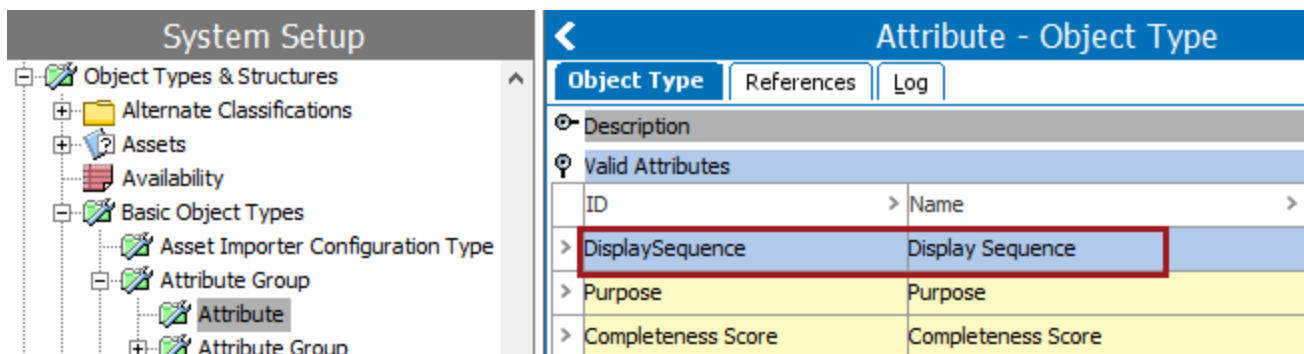 System Setup
Object Types & Structures
Alternate Classifications
Assets
Availability
Basic Object Types
Asset Importer Configuration Type
Attribute Group
Attribute
Attribute Group
Attribute - Object Type
Object Type References Log
Description
Valid Attributes
ID > Name >
> DisplaySequence Display Sequence
> Purpose Purpose
> Completeness Score Completeness Score